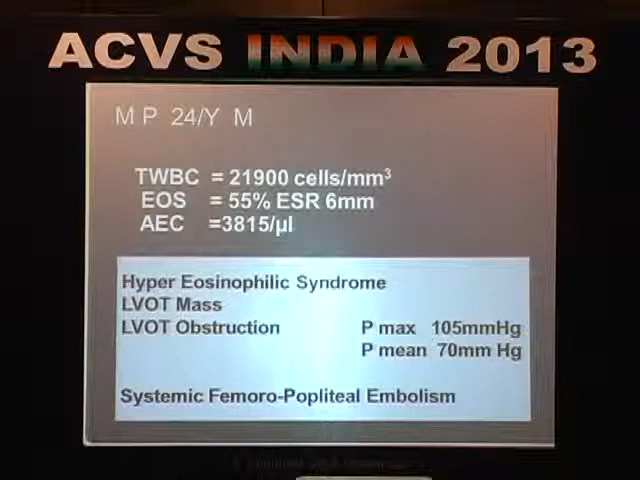 ACVS INDIA 2013
M P 24/Y M
TWBC = 21900 cells/mm³
EOS = 55% ESR 6mm
AEC =3815/µl
Hyper Eosinophilic Syndrome
LVOT Mass
LVOT Obstruction P max 105mmHg
P mean 70mm Hg
Systemic Femoro-Popliteal Embolism